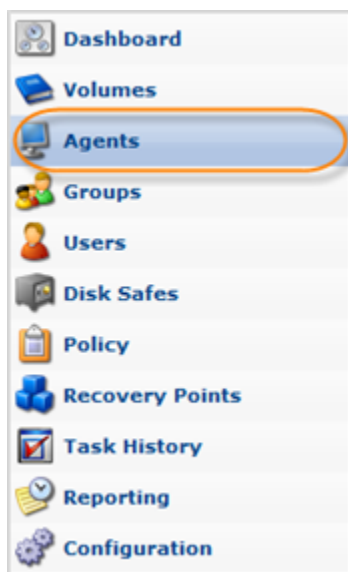 Dashboard
Volumes
Agents
Groups
Users
Disk Safes
Policy
Recovery Points
Task History
Reporting
Configuration